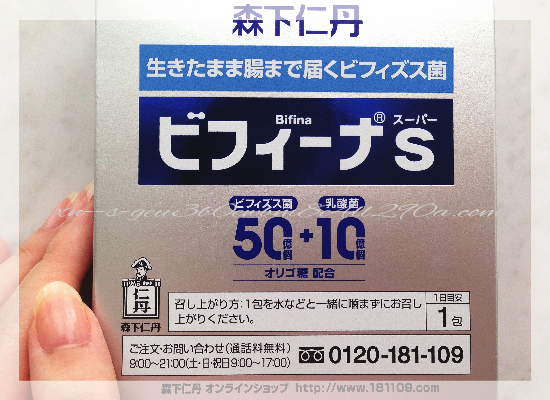 森下仁丹
生きたまま腸まで届くビフィズス菌
Bifina スーパー
ビフィーナ®S
ビフィズス菌 乳酸菌
50億個+10億個
オリゴ糖 配合
仁丹
森下仁丹
召し上がり方:1包を水などと一緒に噛まずにお召し
上がりください。
1日目安
1包
ご注文・お問い合わせ(通話料無料)
9:00〜21:00(土・日・祝日9:00〜17:00)
0120-181-109
森下仁丹 オンラインショップ http://www.181109.com